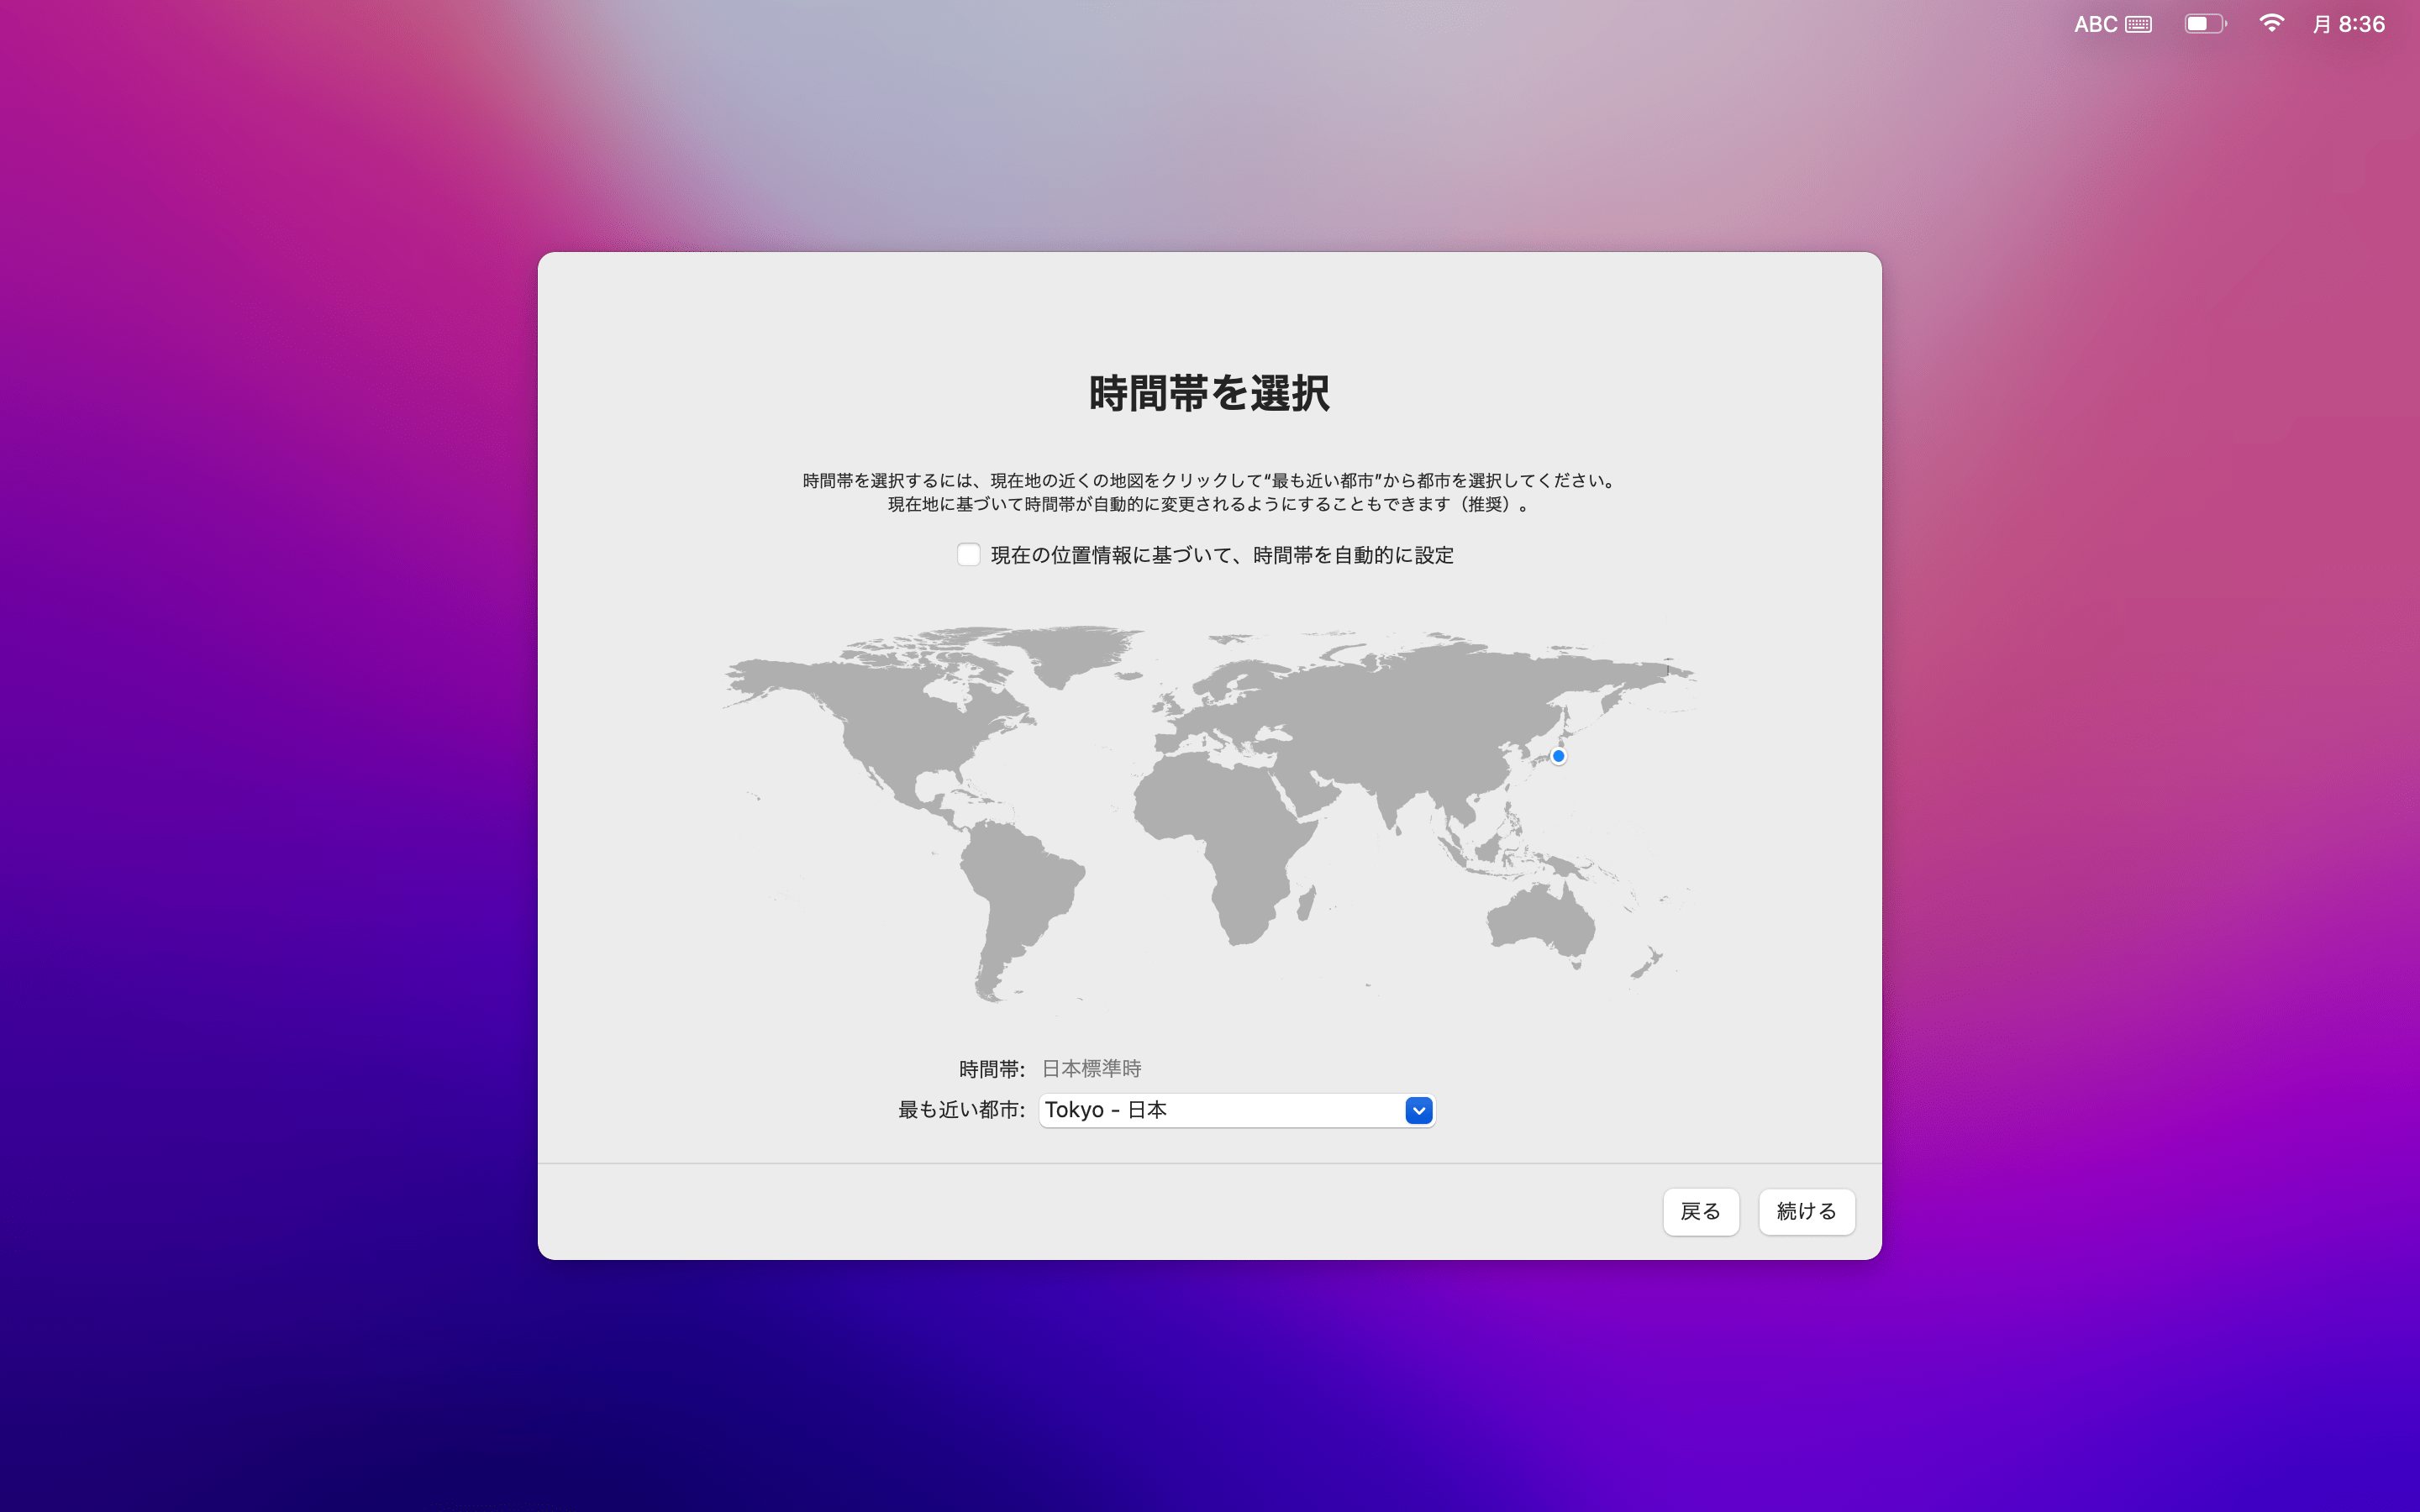 ABC 月 8:36
時間帯を選択
時間帯を選択するには、現在地の近くの地図をクリックして“最も近い都市”から都市を選択してください。
現在地に基づいて時間帯が自動的に変更されるようにすることもできます（推奨）。
現在の位置情報に基づいて、時間帯を自動的に設定
時間帯: 日本標準時
最も近い都市: Tokyo - 日本
戻る 続ける